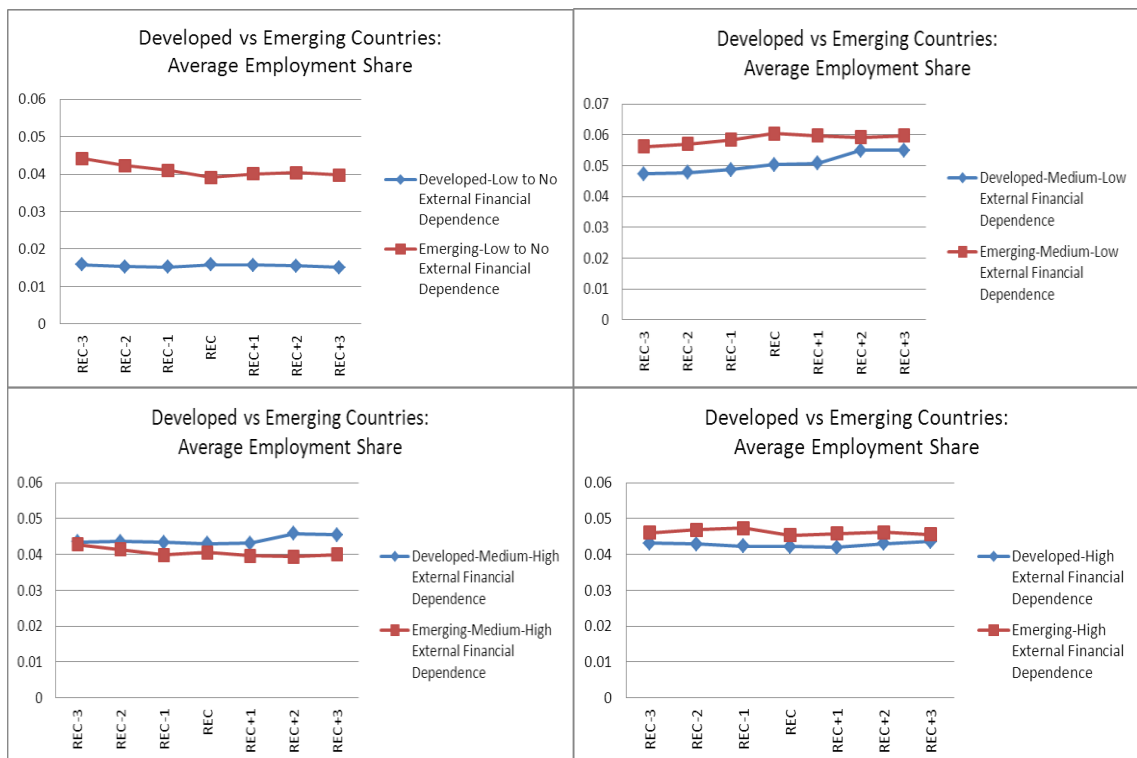 Developed vs Emerging Countries:
Average Employment Share
0.06
0.05
0.04
0.03
0.02
0.01
0
REC-3
REC-2
REC-1
REC
REC+1
REC+2
REC+3
Developed-Low to No
External Financial
Dependence
Emerging-Low to No
External Financial
Dependence
Developed vs Emerging Countries:
Average Employment Share
0.07
0.06
0.05
0.04
0.03
0.02
0.01
0
REC-3
REC-2
REC-1
REC
REC+1
REC+2
REC+3
Developed-Medium-Low
External Financial
Dependence
Emerging-Medium-Low
External Financial
Dependence
Developed vs Emerging Countries:
Average Employment Share
0.06
0.05
0.04
0.03
0.02
0.01
0
REC-3
REC-2
REC-1
REC
REC+1
REC+2
REC+3
Developed-Medium-High
External Financial
Dependence
Emerging-Medium-High
External Financial
Dependence
Developed vs Emerging Countries:
Average Employment Share
0.06
0.05
0.04
0.03
0.02
0.01
0
REC-3
REC-2
REC-1
REC
REC+1
REC+2
REC+3
Developed-High
External Financial
Dependence
Emerging-High
External Financial
Dependence